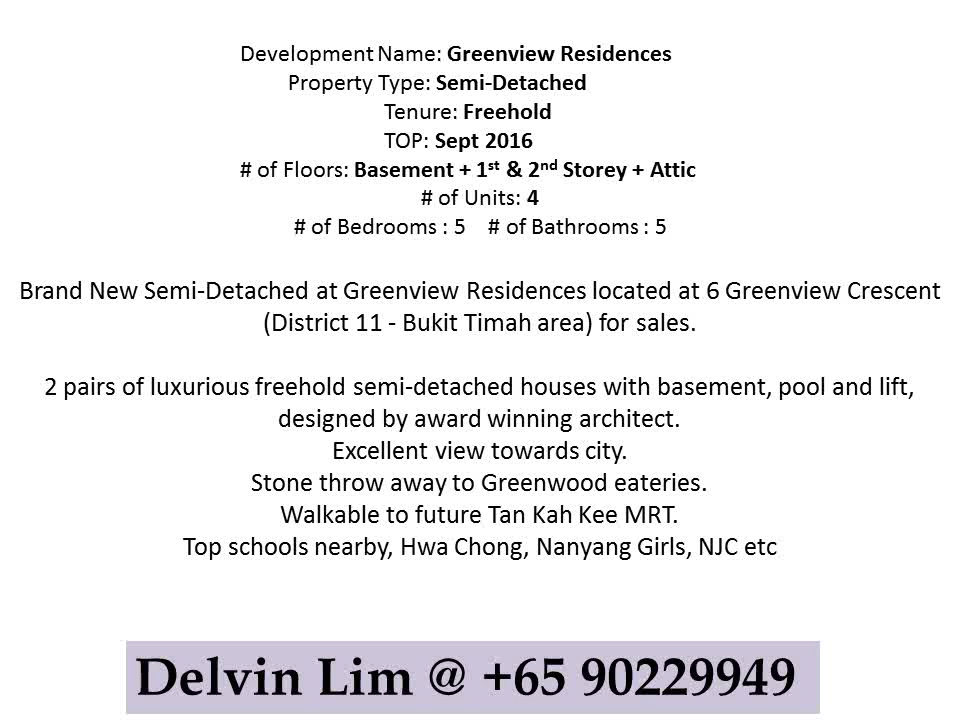 Development Name: Greenview Residences
Property Type: Semi-Detached
Tenure: Freehold
TOP: Sept 2016
# of Floors: Basement + 1st & 2nd Storey + Attic
# of Units: 4
# of Bedrooms : 5 # of Bathrooms : 5
Brand New Semi-Detached at Greenview Residences located at 6 Greenview Crescent
(District 11 - Bukit Timah area) for sales.
2 pairs of luxurious freehold semi-detached houses with basement, pool and lift,
designed by award winning architect.
Excellent view towards city.
Stone throw away to Greenwood eateries.
Walkable to future Tan Kah Kee MRT.
Top schools nearby, Hwa Chong, Nanyang Girls, NJC etc
Delvin Lim @ +65 90229949